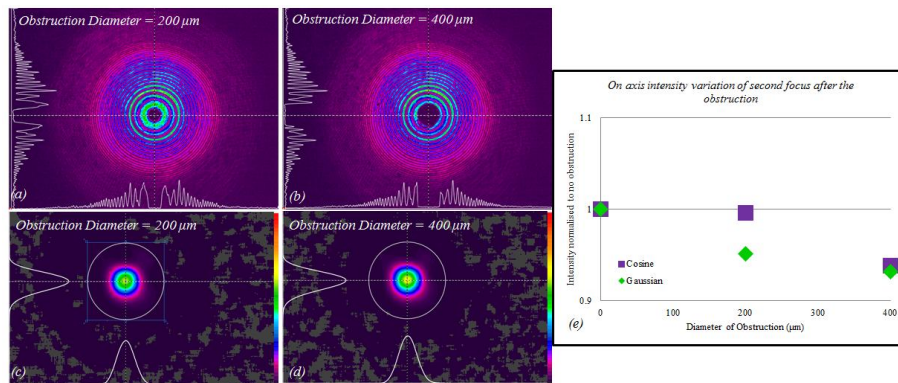 Obstruction Diameter = 200 μm
Obstruction Diameter = 400 μm
(a)
(b)
Obstruction Diameter = 200 μm
Obstruction Diameter = 400 μm
(c)
(d)
On axis intensity variation of second focus after the
obstruction
Intensity normalised to no obstruction
1.1
1
0.9
Cosine
Gaussian
0
100
200
300
400
(e)
Diameter of Obstruction (μm)